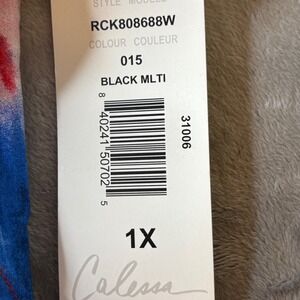 STYLE MODELE
RCK808688W
COLOUR COULEUR
015
BLACK MLTI
8 40241 50702 5
31006
1X
Calessa